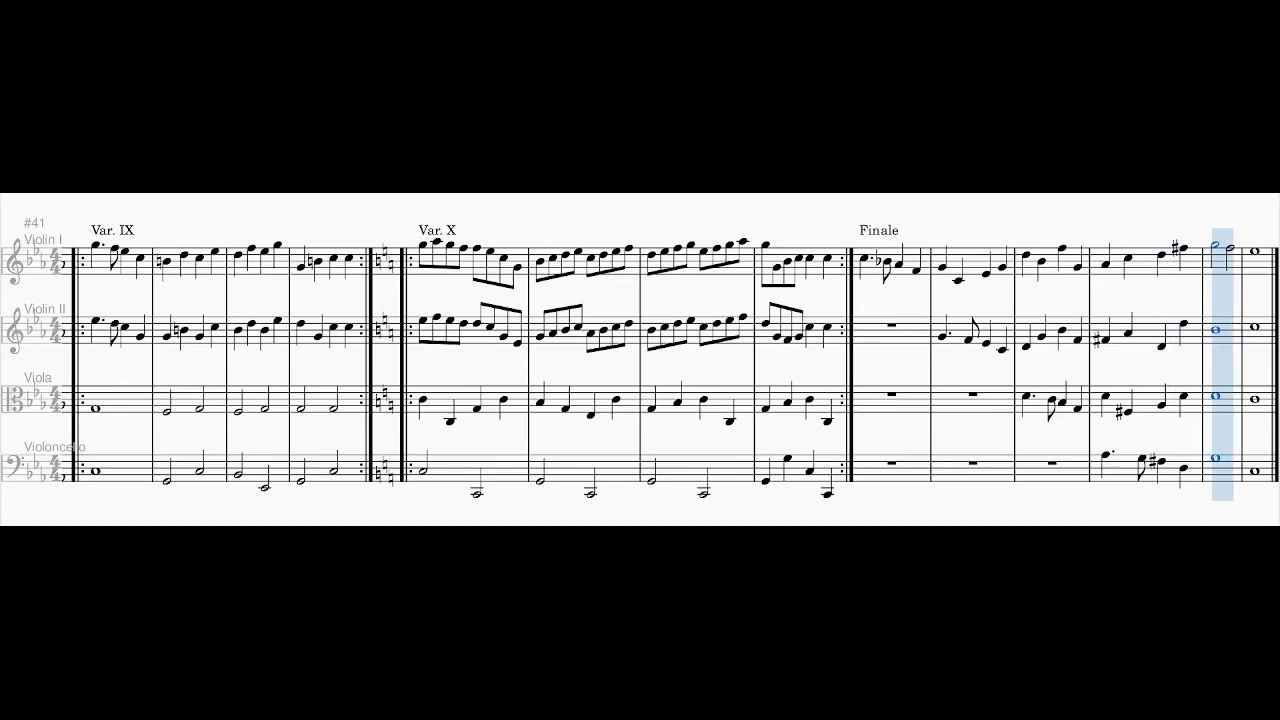 #41
Var. IX
Var. X
Finale
Violin I
Violin II
Viola
Violoncello